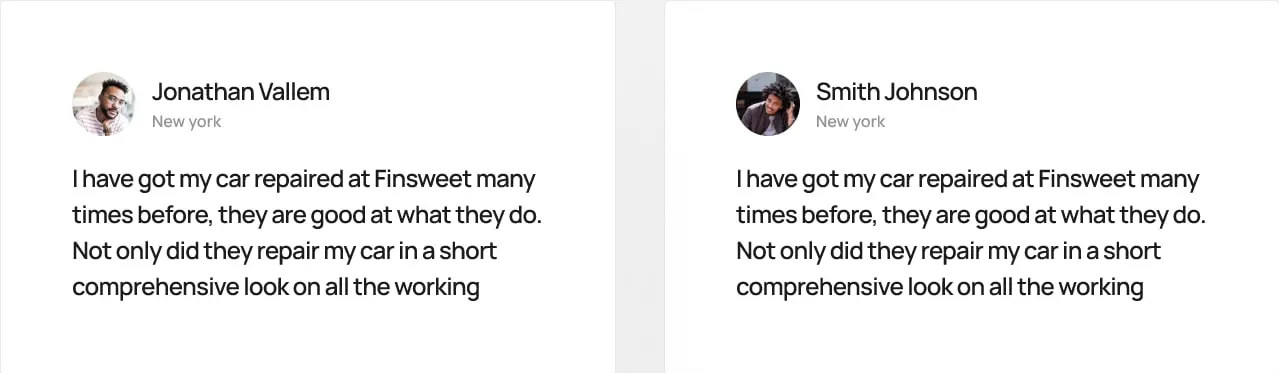 Jonathan Vallem
New york
I have got my car repaired at Finsweet many
times before, they are good at what they do.
Not only did they repair my car in a short
comprehensive look on all the working
Smith Johnson
New york
I have got my car repaired at Finsweet many
times before, they are good at what they do.
Not only did they repair my car in a short
comprehensive look on all the working